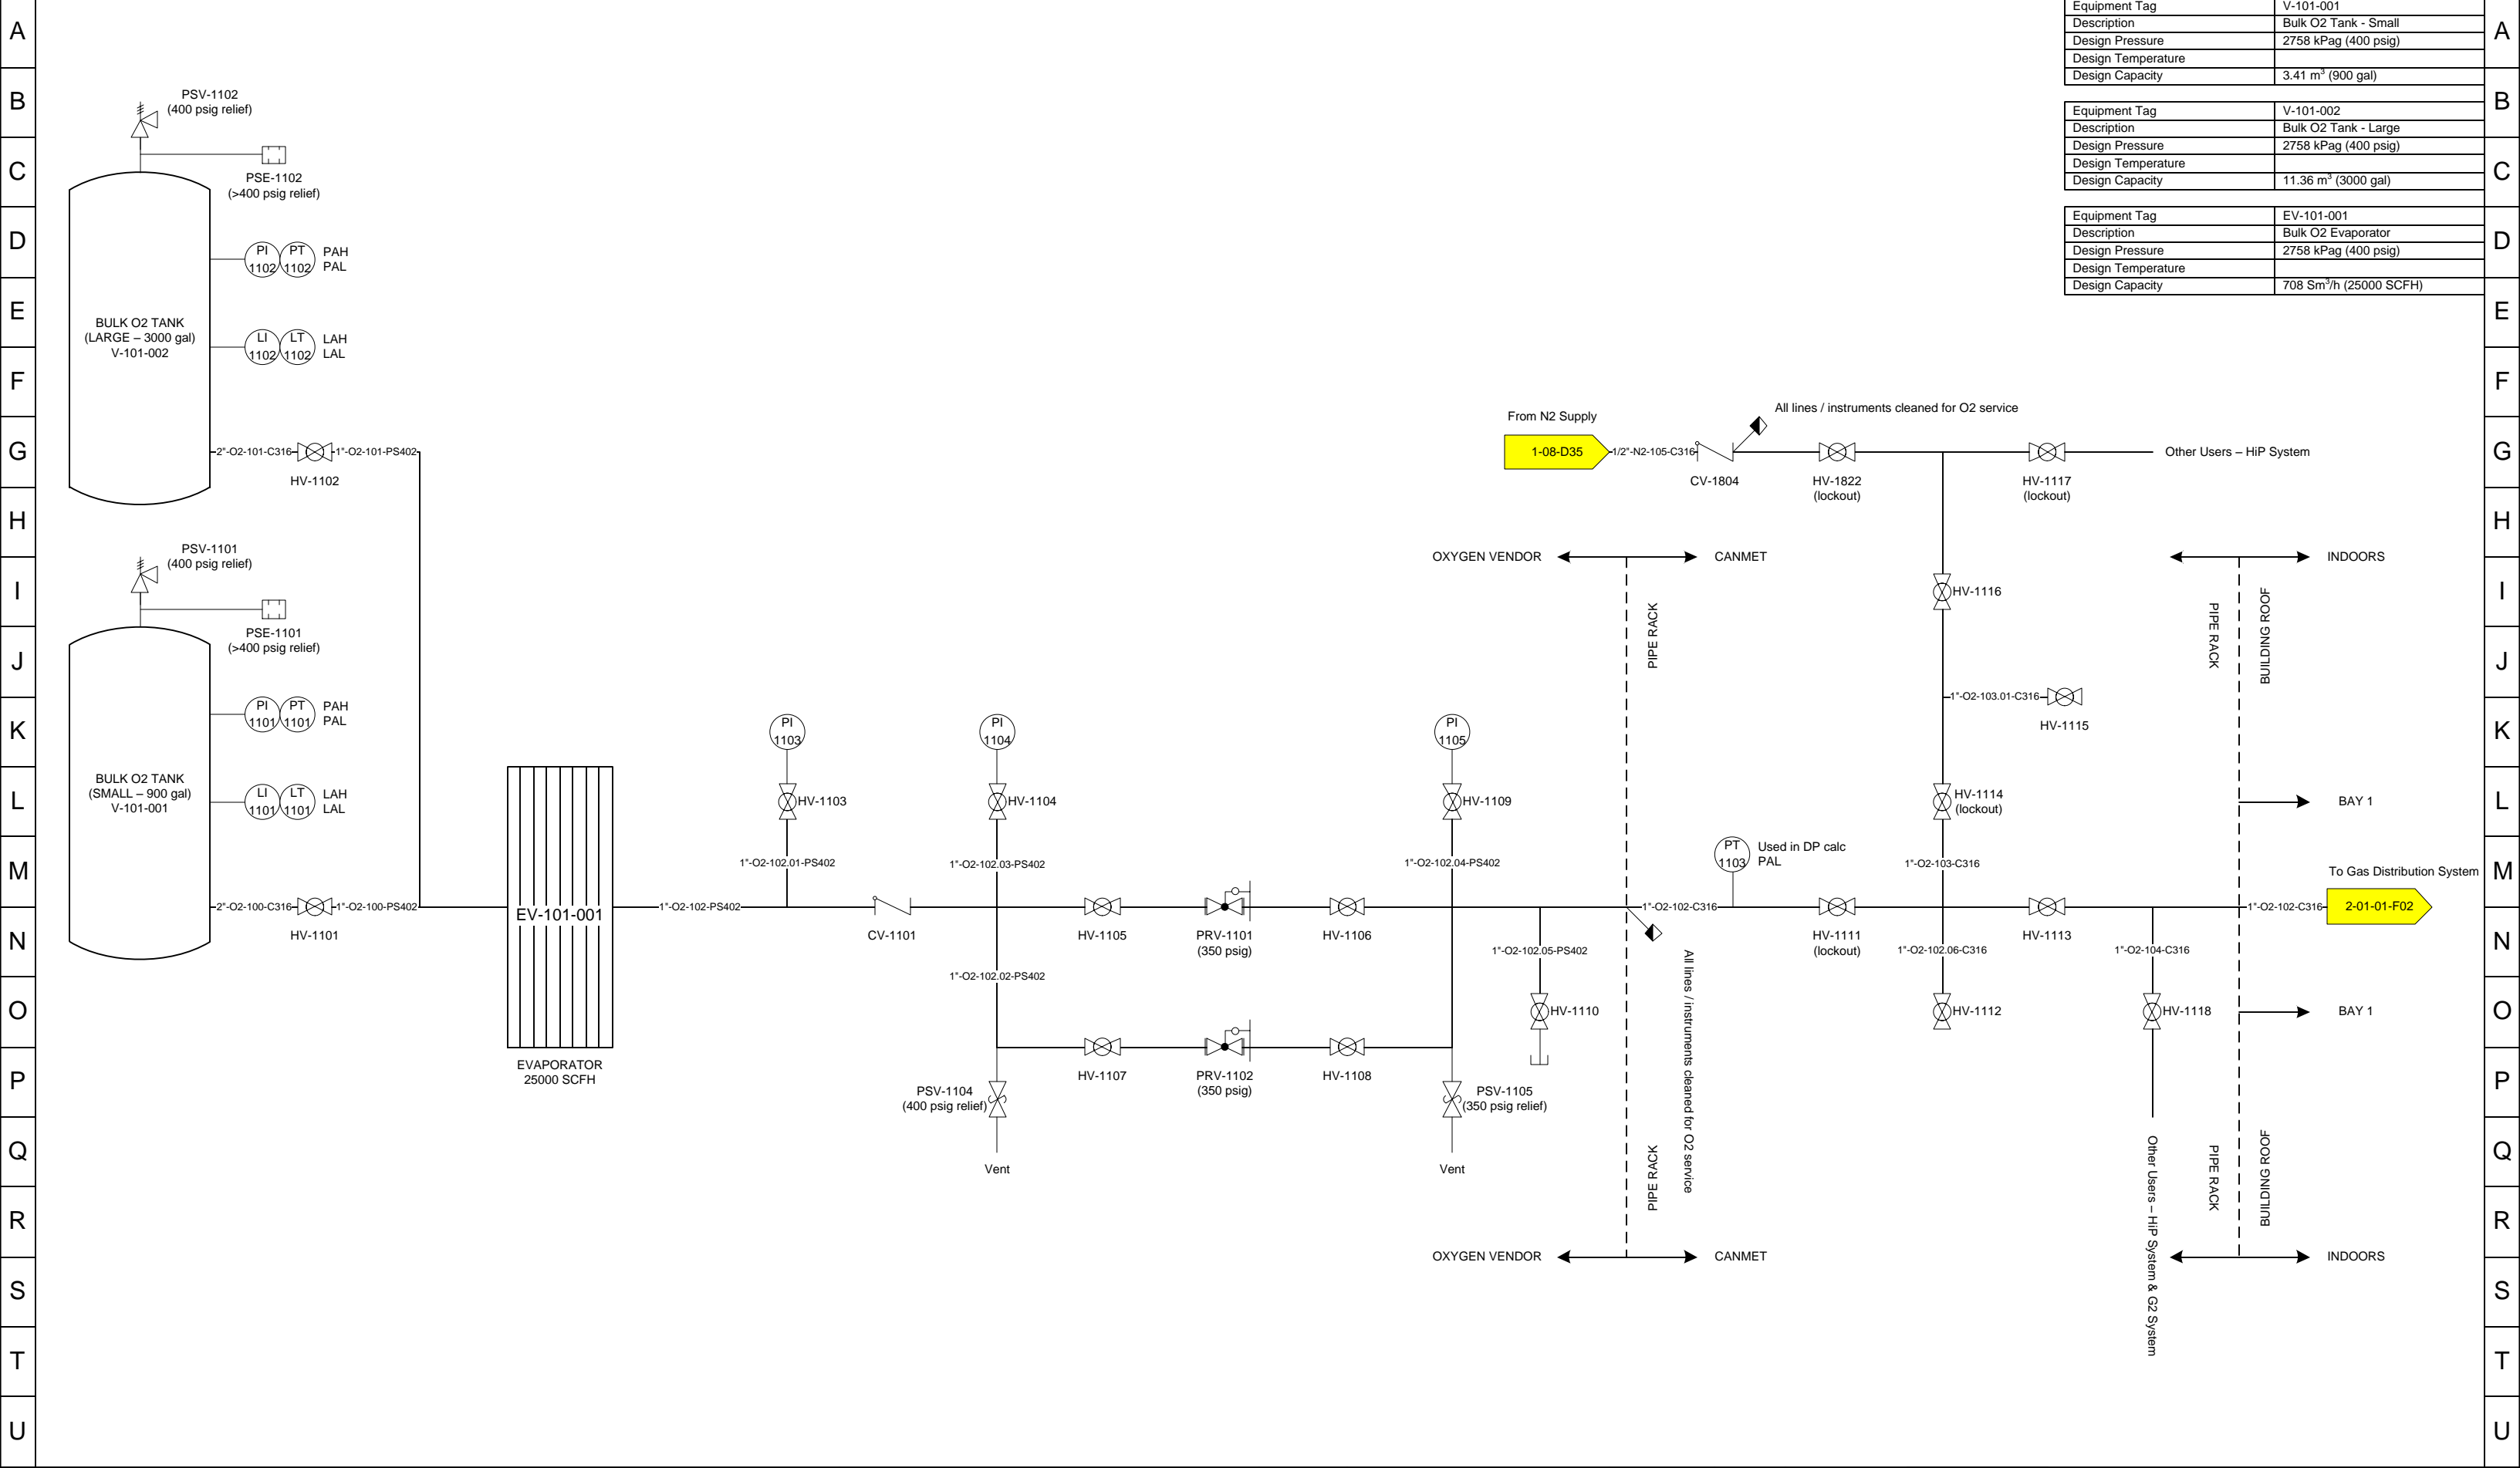 A
B
C
D
E
F
G
H
I
J
K
L
M
N
O
P
Q
R
S
T
U
Equipment Tag V-101-001
Description Bulk O2 Tank - Small
Design Pressure 2758 kPag (400 psig)
Design Temperature
Design Capacity 3.41 m³ (900 gal)
Equipment Tag V-101-002
Description Bulk O2 Tank - Large
Design Pressure 2758 kPag (400 psig)
Design Temperature
Design Capacity 11.36 m³ (3000 gal)
Equipment Tag EV-101-001
Description Bulk O2 Evaporator
Design Pressure 2758 kPag (400 psig)
Design Temperature
Design Capacity 708 Sm³/h (25000 SCFH)
PSV-1102
(400 psig relief)
PSE-1102
(>400 psig relief)
PI
1102
PT
1102
PAH
PAL
BULK O2 TANK
(LARGE – 3000 gal)
V-101-002
LI
1102
LT
1102
LAH
LAL
2"-O2-101-C316
1"-O2-101-PS402
HV-1102
PSV-1101
(400 psig relief)
PSE-1101
(>400 psig relief)
PI
1101
PT
1101
PAH
PAL
BULK O2 TANK
(SMALL – 900 gal)
V-101-001
LI
1101
LT
1101
LAH
LAL
2"-O2-100-C316
1"-O2-100-PS402
HV-1101
EV-101-001
EVAPORATOR
25000 SCFH
1"-O2-102-PS402
PI
1103
HV-1103
1"-O2-102.01-PS402
CV-1101
PI
1104
HV-1104
1"-O2-102.03-PS402
1"-O2-102.02-PS402
HV-1105
PRV-1101
(350 psig)
HV-1106
HV-1107
PRV-1102
(350 psig)
HV-1108
PSV-1104
(400 psig relief)
Vent
PI
1105
HV-1109
1"-O2-102.04-PS402
PSV-1105
(350 psig relief)
Vent
1"-O2-102.05-PS402
HV-1110
From N2 Supply
1-08-D35
1/2"-N2-105-C316
CV-1804
All lines / instruments cleaned for O2 service
HV-1822
(lockout)
HV-1117
(lockout)
Other Users – HiP System
OXYGEN VENDOR
CANMET
INDOORS
PIPE RACK
PIPE RACK
BUILDING ROOF
HV-1116
1"-O2-103.01-C316
HV-1115
HV-1114
(lockout)
1"-O2-103-C316
PT
1103
Used in DP calc
PAL
1"-O2-102-C316
HV-1111
(lockout)
HV-1113
1"-O2-102.06-C316
HV-1112
1"-O2-104-C316
HV-1118
BAY 1
To Gas Distribution System
1"-O2-102-C316
2-01-01-F02
BAY 1
All lines / instruments cleaned for O2 service
PIPE RACK
PIPE RACK
BUILDING ROOF
Other Users – HiP System & G2 System
OXYGEN VENDOR
CANMET
INDOORS
A
B
C
D
E
F
G
H
I
J
K
L
M
N
O
P
Q
R
S
T
U